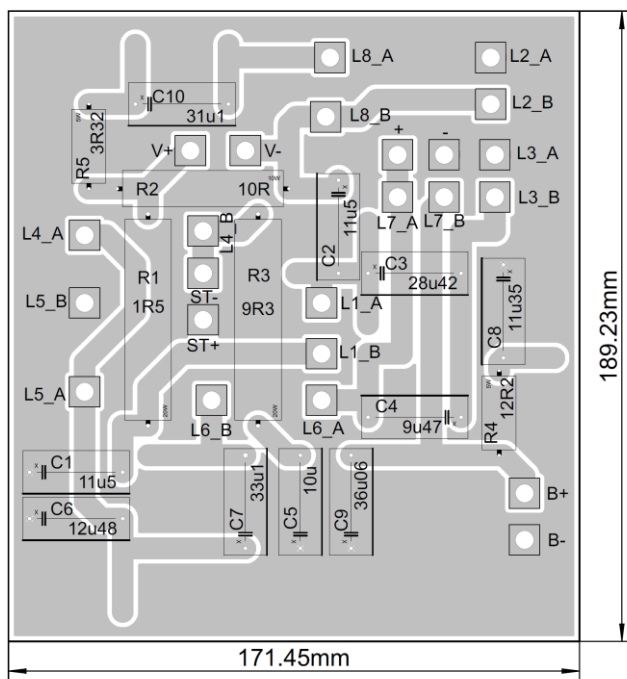 L8_A
L2_A
C10
31u1
L2_B
L8_B
5W
3R32
R5
V+
V-
+
-
L3_A
R2
10W
10R
L3_B
L7_A
L7_B
11u5
C2
L4_A
L4_B
C3
28u42
R1
1R5
R3
9R3
ST-
ST+
C8
11u35
L5_B
L1_A
L1_B
189.23mm
L5_A
L6_B
L6_A
20W
20W
C4
9u47
5W
12R2
R4
C1
11u5
C6
12u48
C7
33u1
C5
10u
C9
36u06
B+
B-
171.45mm